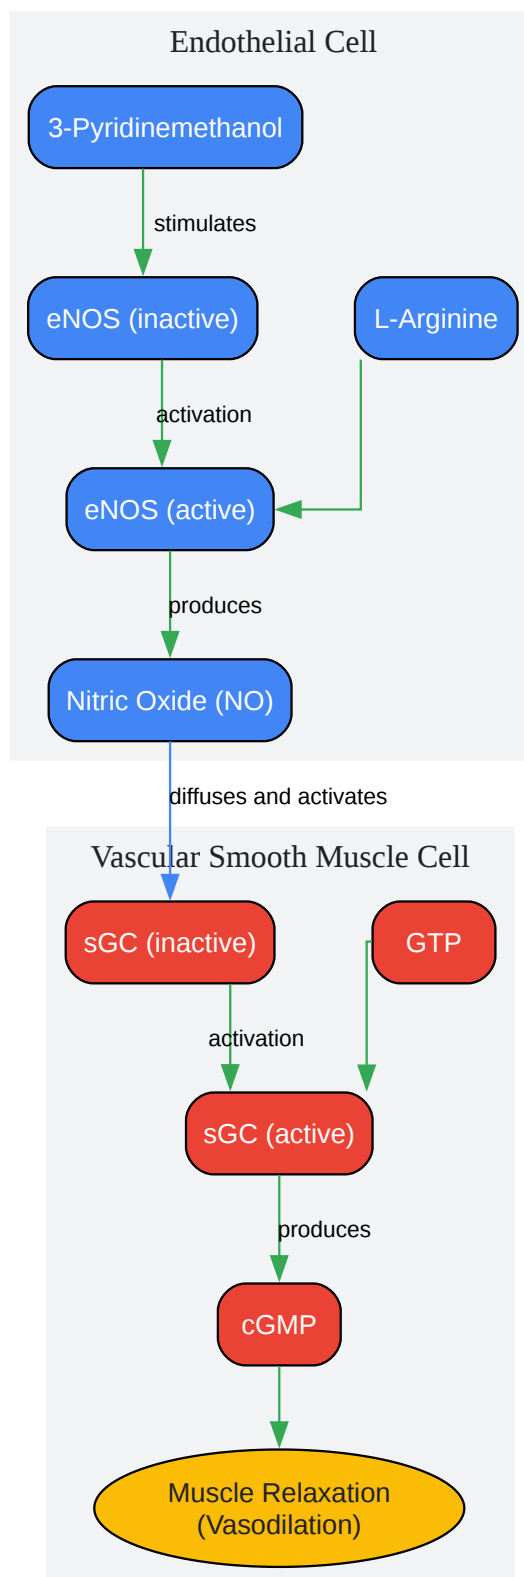 Endothelial Cell
3-Pyridinemethanol
stimulates
eNOS (inactive)
L-Arginine
activation
eNOS (active)
produces
Nitric Oxide (NO)
diffuses and activates
Vascular Smooth Muscle Cell
sGC (inactive)
GTP
activation
sGC (active)
produces
cGMP
Muscle Relaxation
(Vasodilation)